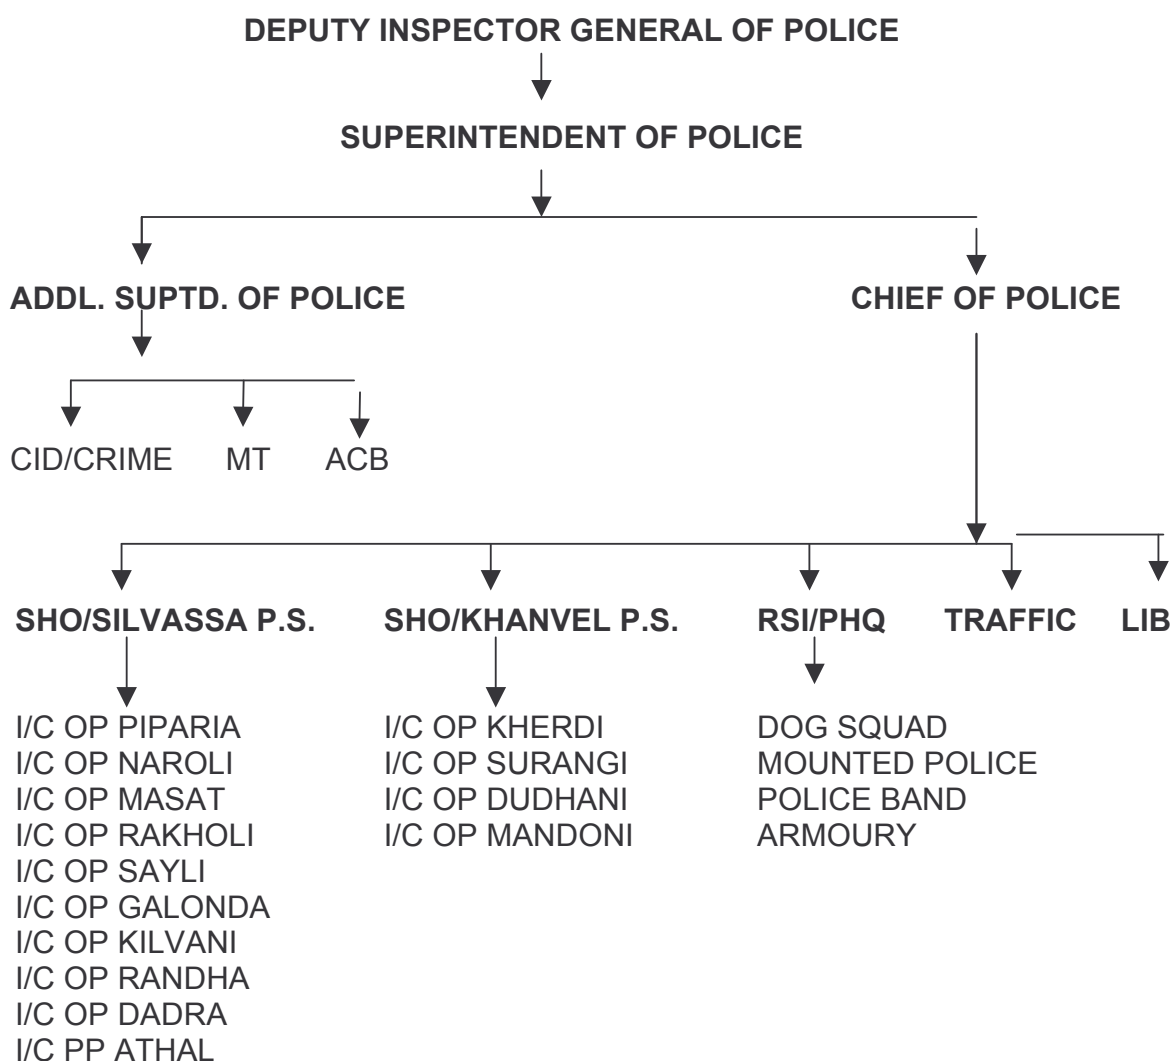 DEPUTY INSPECTOR GENERAL OF POLICE
SUPERINTENDENT OF POLICE
ADDL. SUPTD. OF POLICE
CHIEF OF POLICE
CID/CRIME
MT
ACB
SHO/SILVASSA P.S.
SHO/KHANVEL P.S.
RSI/PHQ
TRAFFIC
LIB
I/C OP PIPARIA
I/C OP NAROLI
I/C OP MASAT
I/C OP RAKHOLI
I/C OP SAYLI
I/C OP GALONDA
I/C OP KILVANI
I/C OP RANDHA
I/C OP DADRA
I/C PP ATHAL
I/C OP KHERDI
I/C OP SURANGI
I/C OP DUDHANI
I/C OP MANDONI
DOG SQUAD
MOUNTED POLICE
POLICE BAND
ARMOURY